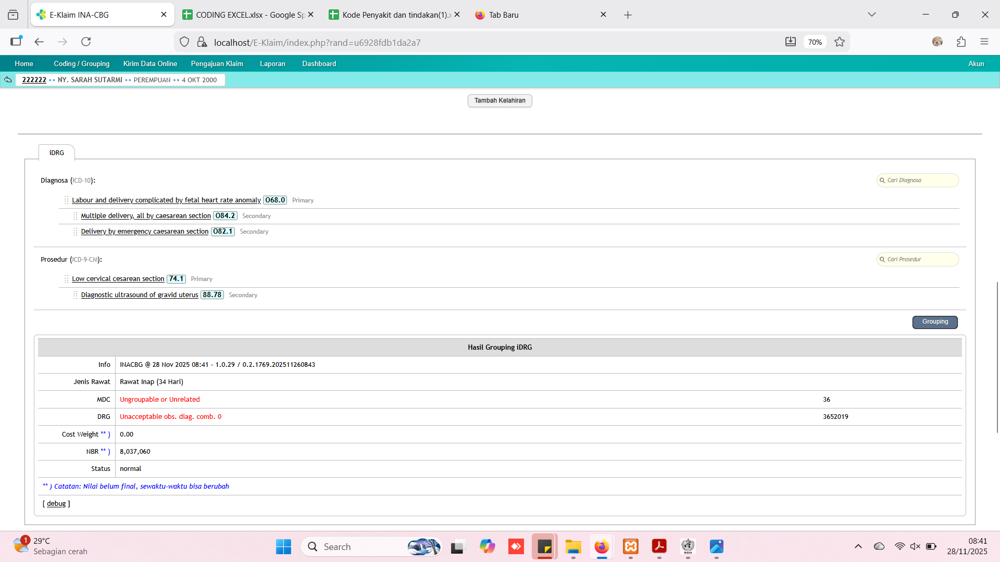 E-Klaim INA-CBG
CODING EXCEL.xlsx - Google Sp
Kode Penyakit dan tindakan(1).x
Tab Baru
localhost/E-Klaim/index.php?rand=u6928fdb1da2a7
70%
Home Coding / Grouping Kirim Data Online Pengajuan Klaim Laporan Dashboard Akun
222222 •• NY. SARAH SUTARMI •• PEREMPUAN •• 4 OKT 2000
Tambah Kelahiran
iDRG
Diagnosa (ICD-10): Cari Diagnosa
Labour and delivery complicated by fetal heart rate anomaly O68.0 Primary
Multiple delivery, all by caesarean section O84.2 Secondary
Delivery by emergency caesarean section O82.1 Secondary
Prosedur (ICD-9-CM): Cari Prosedur
Low cervical cesarean section 74.1 Primary
Diagnostic ultrasound of gravid uterus 88.78 Secondary
Grouping
Hasil Grouping iDRG
Info INACBG @ 28 Nov 2025 08:41 - 1.0.29 / 0.2.1769.202511260843
Jenis Rawat Rawat Inap (34 Hari)
MDC Ungroupable or Unrelated 36
DRG Unacceptable obs. diag. comb. 0 3652019
Cost Weight ** ) 0.00
NBR ** ) 8,037,060
Status normal
** ) Catatan: Nilai belum final, sewaktu-waktu bisa berubah
[ debug ]
1
29°C
Sebagian cerah
Search
WHO
08:41
28/11/2025